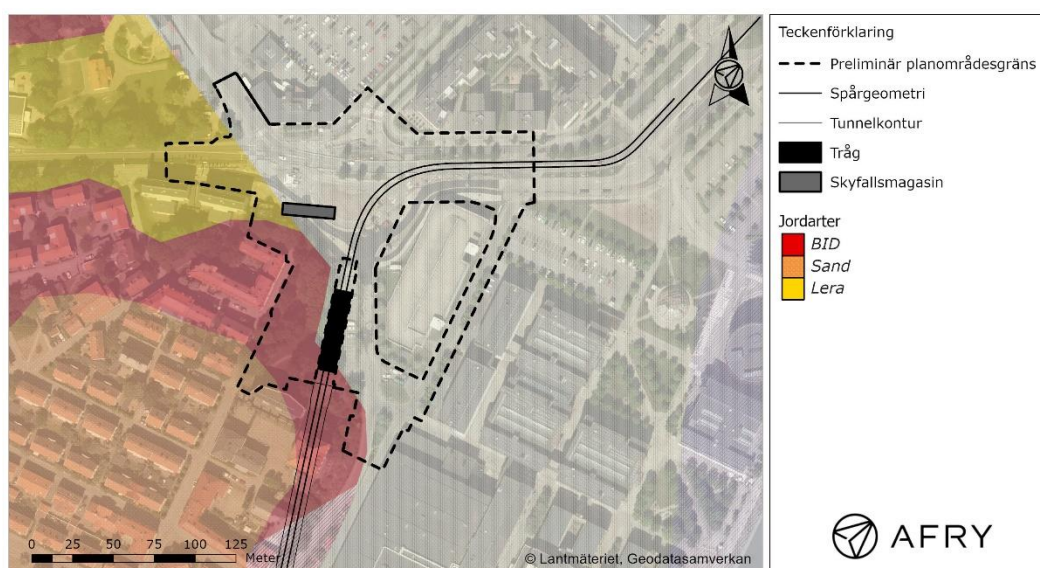 Teckenförklaring
Preliminär planområdesgräns
Spårgeometri
Tunnelkontur
Tråg
Skyfallsmagasin
Jordarter
BID
Sand
Lera
0 25 50 75 100 125
Meter
© Lantmäteriet, Geodatasamverkan
AFRY